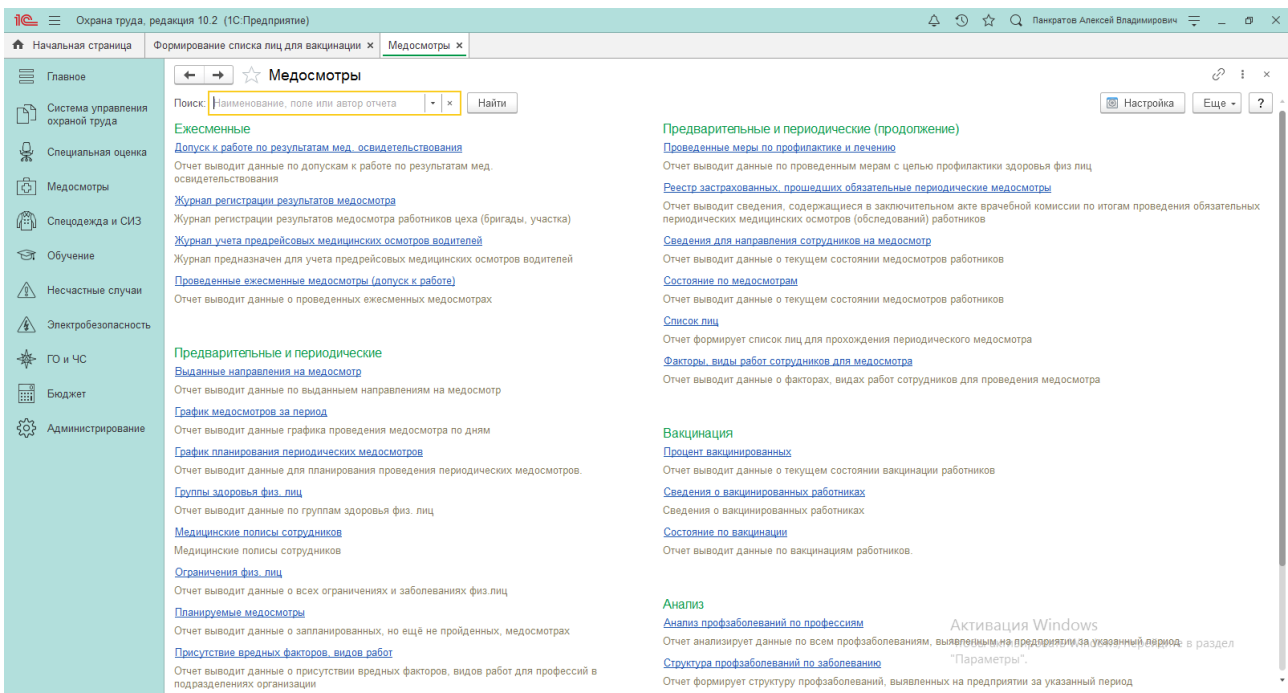 1С Охрана труда, редакция 10.2 (1С:Предприятие) Панкратов Алексей Владимирович
Начальная страница Формирование списка лиц для вакцинации × Медосмотры ×
Главное
Система управления
охраной труда
Специальная оценка
Медосмотры
Спецодежда и СИЗ
Обучение
Несчастные случаи
Электробезопасность
ГО и ЧС
Бюджет
Администрирование
Медосмотры
Поиск: Наименование, поле или автор отчета × Найти Настройка Еще ?
Ежесменные
Допуск к работе по результатам мед. освидетельствования
Отчет выводит данные по допускам к работе по результатам мед.
освидетельствования
Журнал регистрации результатов медосмотра
Журнал регистрации результатов медосмотра работников цеха (бригады, участка)
Журнал учета предрейсовых медицинских осмотров водителей
Журнал предназначен для учета предрейсовых медицинских осмотров водителей
Проведенные ежесменные медосмотры (допуск к работе)
Отчет выводит данные о проведенных ежесменных медосмотрах
Предварительные и периодические
Выданные направления на медосмотр
Отчет выводит данные по выданныем направлениям на медосмотр
График медосмотров за период
Отчет выводит данные графика проведения медосмотра по дням
График планирования периодических медосмотров
Отчет выводит данные для планирования проведения периодических медосмотров.
Группы здоровья физ. лиц
Отчет выводит данные по группам здоровья физ. лиц
Медицинские полисы сотрудников
Медицинские полисы сотрудников
Ограничения физ. лиц
Отчет выводит данные о всех ограничениях и заболеваниях физ.лиц
Планируемые медосмотры
Отчет выводит данные о запланированных, но ещё не пройденных, медосмотрах
Присутствие вредных факторов, видов работ
Отчет выводит данные о присутствии вредных факторов, видов работ для профессий в
подразделениях организации
Предварительные и периодические (продолжение)
Проведенные меры по профилактике и лечению
Отчет выводит данные по проведенным мерам с целью профилактики здоровья физ лиц
Реестр застрахованных, прошедших обязательные периодические медосмотры
Отчет выводит сведения, содержащиеся в заключительном акте врачебной комиссии по итогам проведения обязательных
периодических медицинских осмотров (обследований) работников
Сведения для направления сотрудников на медосмотр
Отчет выводит данные о текущем состоянии медосмотров работников
Состояние по медосмотрам
Отчет выводит данные о текущем состоянии медосмотров работников
Список лиц
Отчет формирует список лиц для прохождения периодического медосмотра
Факторы, виды работ сотрудников для медосмотра
Отчет выводит данные о факторах, видах работ сотрудников для проведения медосмотра
Вакцинация
Процент вакцинированных
Отчет выводит данные о текущем состоянии вакцинации работников
Сведения о вакцинированных работниках
Сведения о вакцинированных работниках
Состояние по вакцинации
Отчет выводит данные по вакцинациям работников.
Анализ
Анализ профзаболеваний по профессиям
Отчет анализирует данные по всем профзаболеваниям, выявленным на предприятии за указанный период
Структура профзаболеваний по заболеванию
Отчет формирует структуру профзаболеваний, выявленных на предприятии за указанный период
Активация Windows
в раздел
"Параметры".